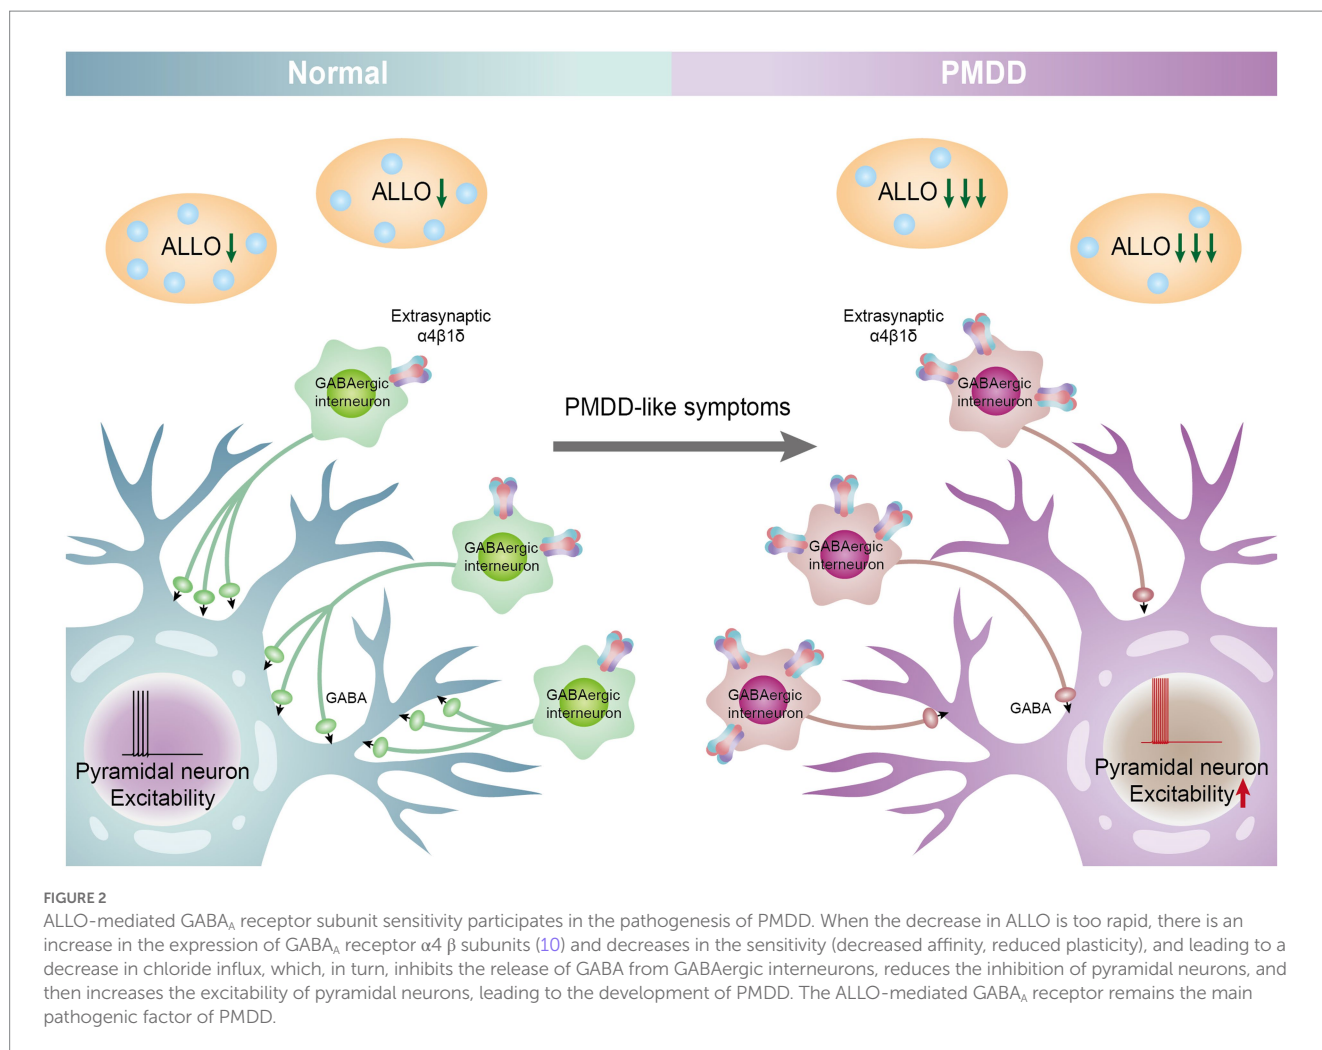 Normal
PMDD
ALLO
ALLO
ALLO
ALLO
Extrasynaptic
α4β1δ
Extrasynaptic
α4β1δ
GABAergic
interneuron
GABAergic
interneuron
PMDD-like symptoms
GABAergic
interneuron
GABAergic
interneuron
GABAergic
interneuron
GABAergic
interneuron
GABA
GABA
Pyramidal neuron
Excitability
Pyramidal neuron
Excitability
FIGURE 2
ALLO-mediated GABAA receptor subunit sensitivity participates in the pathogenesis of PMDD. When the decrease in ALLO is too rapid, there is an
increase in the expression of GABAA receptor α4 β subunits (10) and decreases in the sensitivity (decreased affinity, reduced plasticity), and leading to a
decrease in chloride influx, which, in turn, inhibits the release of GABA from GABAergic interneurons, reduces the inhibition of pyramidal neurons, and
then increases the excitability of pyramidal neurons, leading to the development of PMDD. The ALLO-mediated GABAA receptor remains the main
pathogenic factor of PMDD.